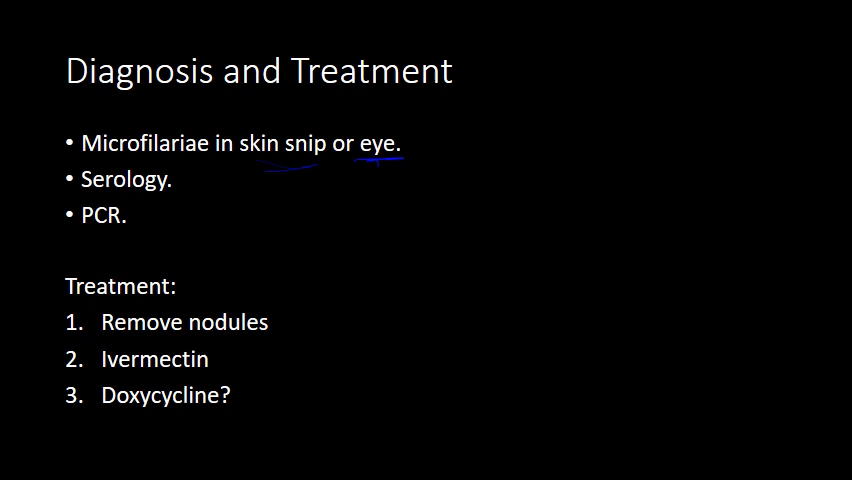 Diagnosis and Treatment
• Microfilariae in skin snip or eye.
• Serology.
• PCR.
Treatment:
1. Remove nodules
2. Ivermectin
3. Doxycycline?